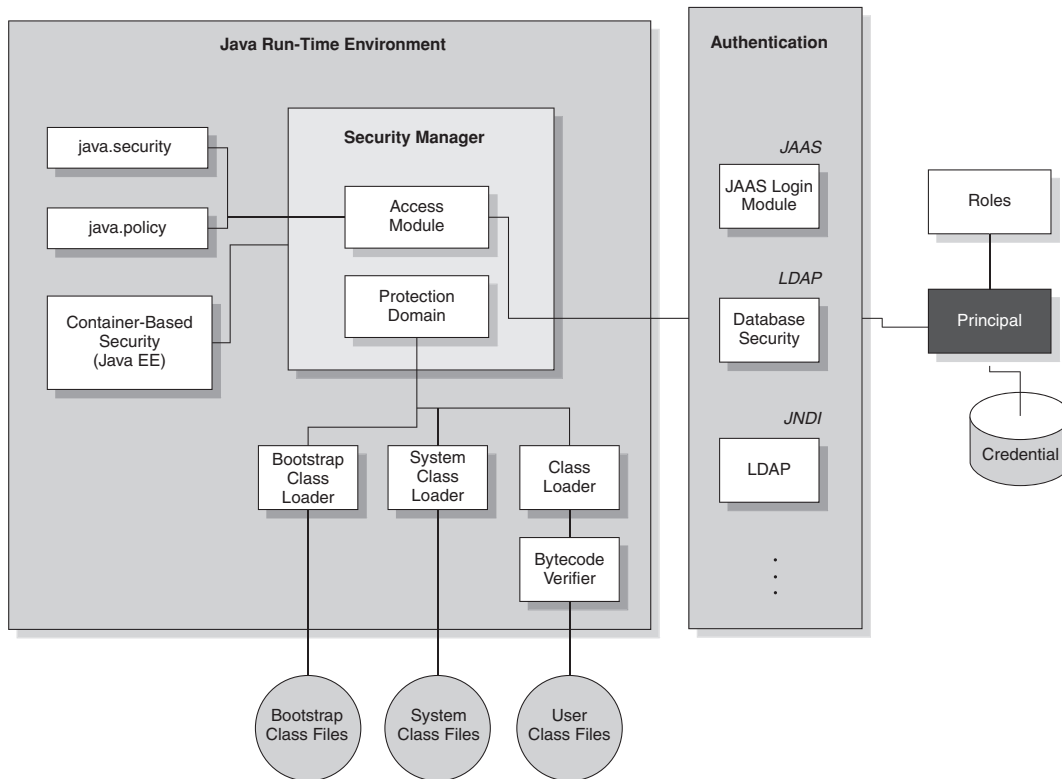 Java Run-Time Environment
Security Manager
java.security
java.policy
Container-Based
Security
(Java EE)
Access
Module
Protection
Domain
Bootstrap
Class
Loader
System
Class
Loader
Class
Loader
Bytecode
Verifier
Bootstrap
Class Files
System
Class Files
User
Class Files
Authentication
JAAS
JAAS Login
Module
LDAP
Database
Security
JNDI
LDAP
Roles
Principal
Credential